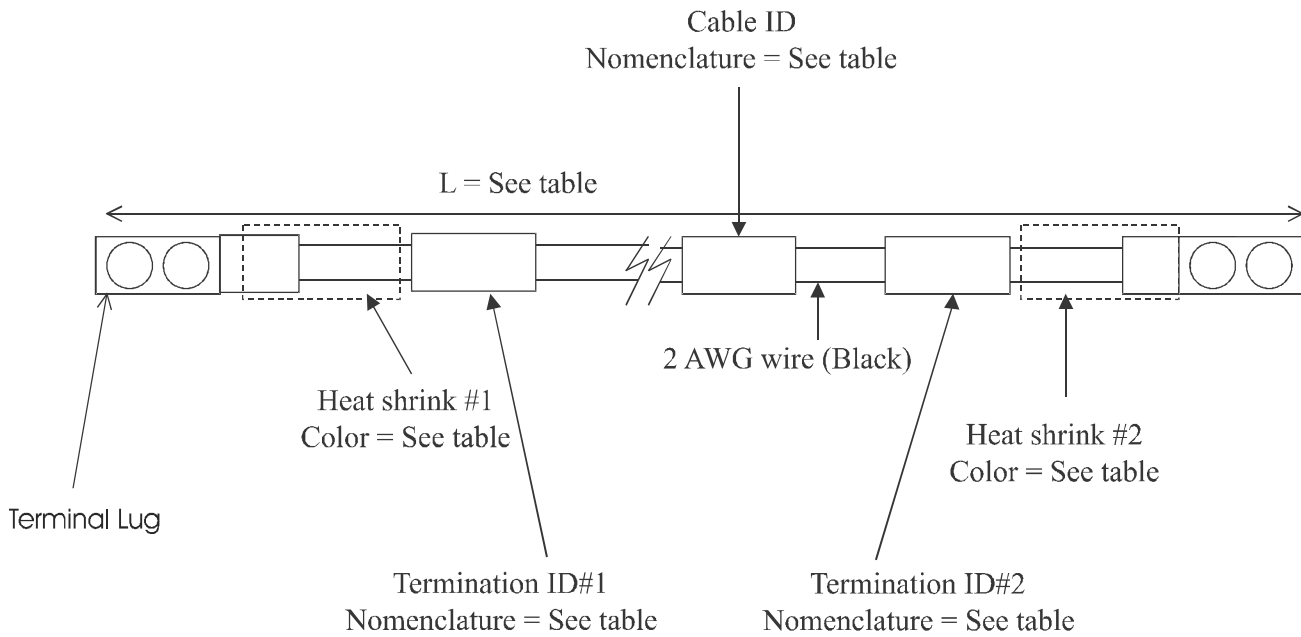 Cable ID
Nomenclature = See table
L = See table
2 AWG wire (Black)
Heat shrink #1
Color = See table
Heat shrink #2
Color = See table
Terminal Lug
Termination ID#1
Nomenclature = See table
Termination ID#2
Nomenclature = See table